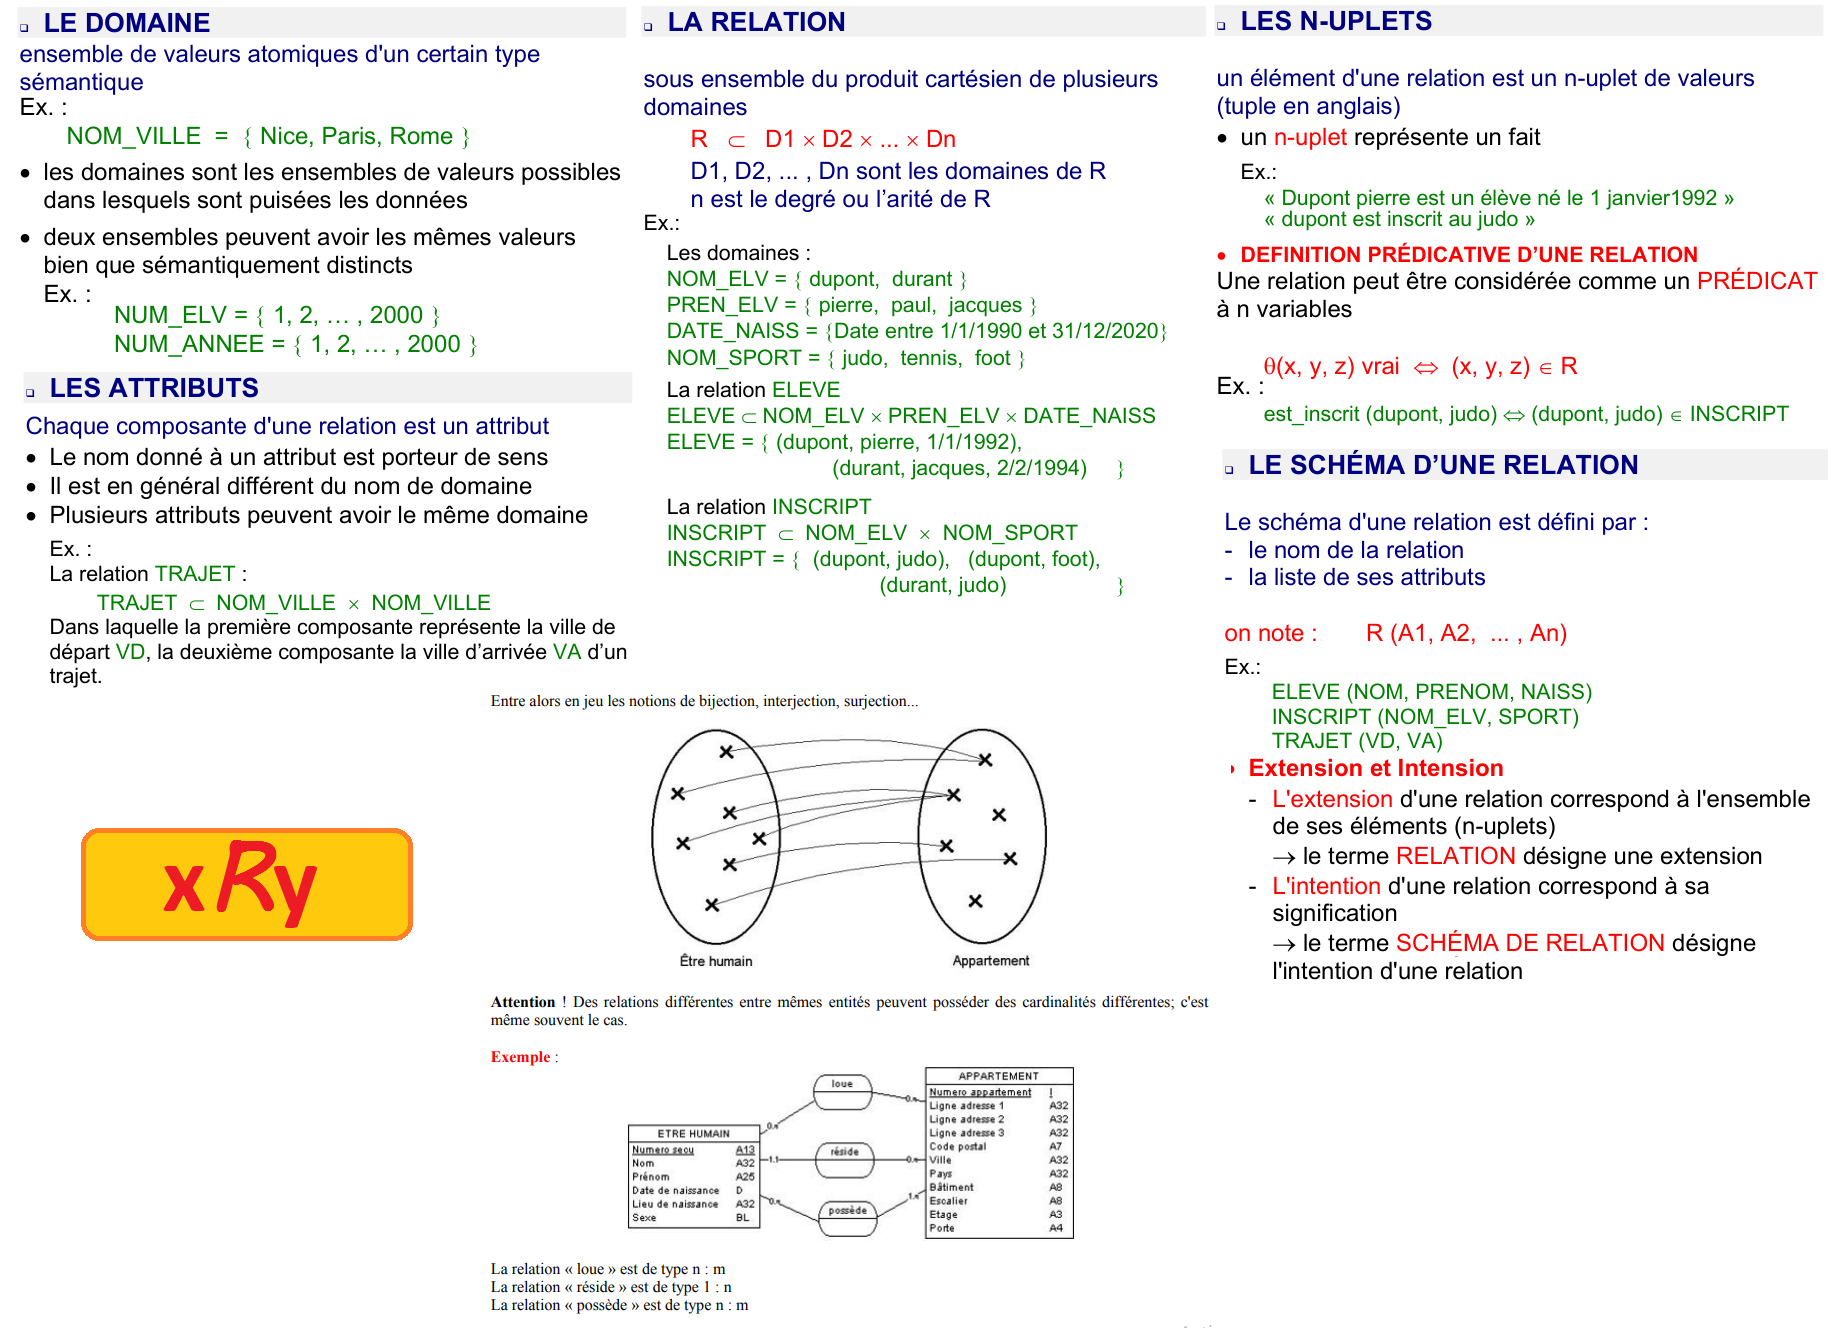 ❑ LE DOMAINE
ensemble de valeurs atomiques d'un certain type
sémantique
Ex. :
NOM_VILLE = { Nice, Paris, Rome }
• les domaines sont les ensembles de valeurs possibles
dans lesquels sont puisées les données
• deux ensembles peuvent avoir les mêmes valeurs
bien que sémantiquement distincts
Ex. :
NUM_ELV = { 1, 2, … , 2000 }
NUM_ANNEE = { 1, 2, … , 2000 }
❑ LES ATTRIBUTS
Chaque composante d'une relation est un attribut
• Le nom donné à un attribut est porteur de sens
• Il est en général différent du nom de domaine
• Plusieurs attributs peuvent avoir le même domaine
Ex. :
La relation TRAJET :
TRAJET ⊂ NOM_VILLE × NOM_VILLE
Dans laquelle la première composante représente la ville de
départ VD, la deuxième composante la ville d’arrivée VA d’un
trajet.
xRy
❑ LA RELATION
sous ensemble du produit cartésien de plusieurs
domaines
R ⊂ D1 × D2 × ... × Dn
D1, D2, ... , Dn sont les domaines de R
n est le degré ou l’arité de R
Ex.:
Les domaines :
NOM_ELV = { dupont, durant }
PREN_ELV = { pierre, paul, jacques }
DATE_NAISS = {Date entre 1/1/1990 et 31/12/2020}
NOM_SPORT = { judo, tennis, foot }
La relation ELEVE
ELEVE ⊂ NOM_ELV × PREN_ELV × DATE_NAISS
ELEVE = { (dupont, pierre, 1/1/1992),
(durant, jacques, 2/2/1994) }
La relation INSCRIPT
INSCRIPT ⊂ NOM_ELV × NOM_SPORT
INSCRIPT = { (dupont, judo), (dupont, foot),
(durant, judo) }
Entre alors en jeu les notions de bijection, interjection, surjection...
Être humain
Appartement
Attention ! Des relations différentes entre mêmes entités peuvent posséder des cardinalités différentes; c'est
même souvent le cas.
Exemple :
ETRE HUMAIN
Numero secu A13
Nom A32
Prénom A25
Date de naissance D
Lieu de naissance A32
Sexe BL
0.n
loue
0.n
1.1
réside
0.n
0.n
possède
1.n
APPARTEMENT
Numero appartement I
Ligne adresse 1 A32
Ligne adresse 2 A32
Ligne adresse 3 A32
Code postal A7
Ville A32
Pays A32
Bâtiment A8
Escalier A8
Etage A3
Porte A4
La relation « loue » est de type n : m
La relation « réside » est de type 1 : n
La relation « possède » est de type n : m
❑ LES N-UPLETS
un élément d'une relation est un n-uplet de valeurs
(tuple en anglais)
• un n-uplet représente un fait
Ex.:
« Dupont pierre est un élève né le 1 janvier1992 »
« dupont est inscrit au judo »
• DEFINITION PRÉDICATIVE D’UNE RELATION
Une relation peut être considérée comme un PRÉDICAT
à n variables
θ(x, y, z) vrai ⇔ (x, y, z) ∈ R
Ex. :
est_inscrit (dupont, judo) ⇔ (dupont, judo) ∈ INSCRIPT
❑ LE SCHÉMA D’UNE RELATION
Le schéma d'une relation est défini par :
- le nom de la relation
- la liste de ses attributs
on note : R (A1, A2, ... , An)
Ex.:
ELEVE (NOM, PRENOM, NAISS)
INSCRIPT (NOM_ELV, SPORT)
TRAJET (VD, VA)
• Extension et Intension
- L'extension d'une relation correspond à l'ensemble
de ses éléments (n-uplets)
→ le terme RELATION désigne une extension
- L'intention d'une relation correspond à sa
signification
→ le terme SCHÉMA DE RELATION désigne
l'intention d'une relation